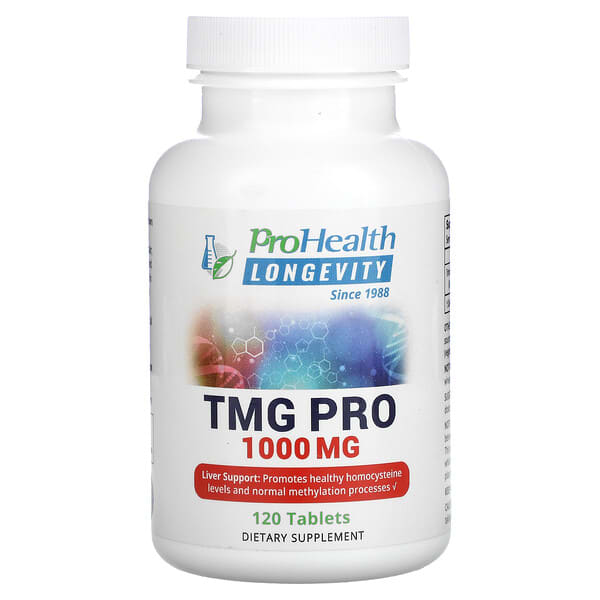 ProHealth
LONGEVITY
Since 1988
TMG PRO
1000 MG
Liver Support: Promotes healthy homocysteine
levels and normal methylation processes √
120 Tablets
DIETARY SUPPLEMENT